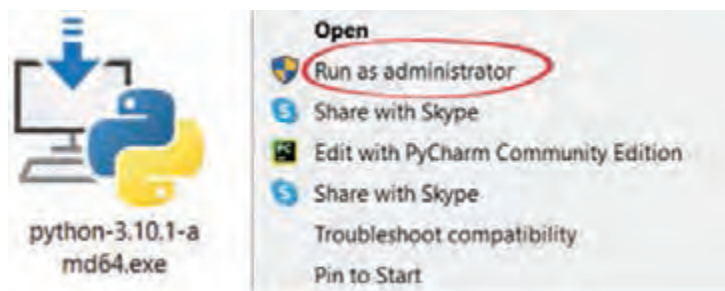 python-3.10.1-a
md64.exe
Open
Run as administrator
Share with Skype
Edit with PyCharm Community Edition
Share with Skype
Troubleshoot compatibility
Pin to Start